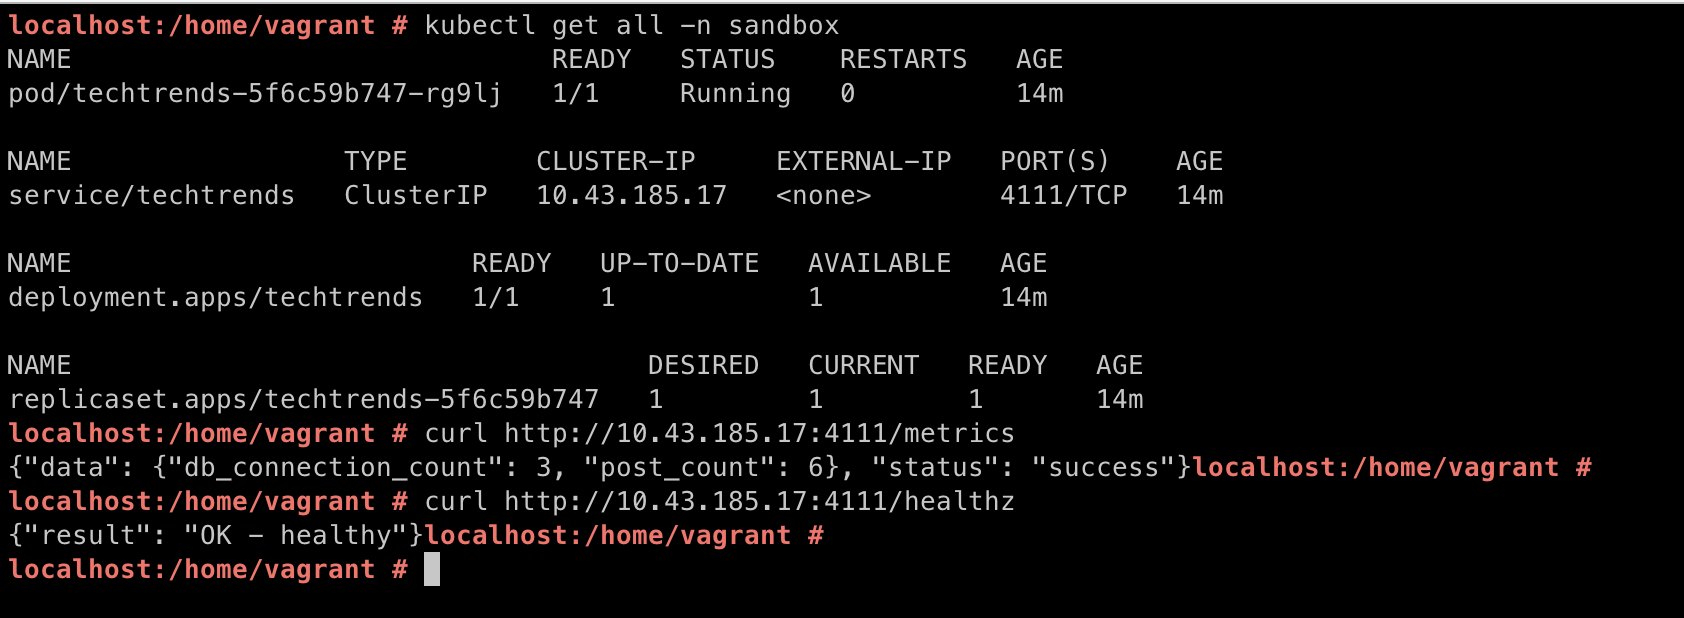 localhost:/home/vagrant # kubectl get all -n sandbox
NAME                              READY   STATUS    RESTARTS   AGE
pod/techtrends-5f6c59b747-rg9lj   1/1     Running   0          14m
NAME                 TYPE        CLUSTER-IP     EXTERNAL-IP   PORT(S)    AGE
service/techtrends   ClusterIP   10.43.185.17   <none>        4111/TCP   14m
NAME                         READY   UP-TO-DATE   AVAILABLE   AGE
deployment.apps/techtrends   1/1     1            1           14m
NAME                                    DESIRED   CURRENT   READY   AGE
replicaset.apps/techtrends-5f6c59b747   1         1         1       14m
localhost:/home/vagrant # curl http://10.43.185.17:4111/metrics
{"data": {"db_connection_count": 3, "post_count": 6}, "status": "success"}localhost:/home/vagrant #
localhost:/home/vagrant # curl http://10.43.185.17:4111/healthz
{"result": "OK - healthy"}localhost:/home/vagrant #
localhost:/home/vagrant #